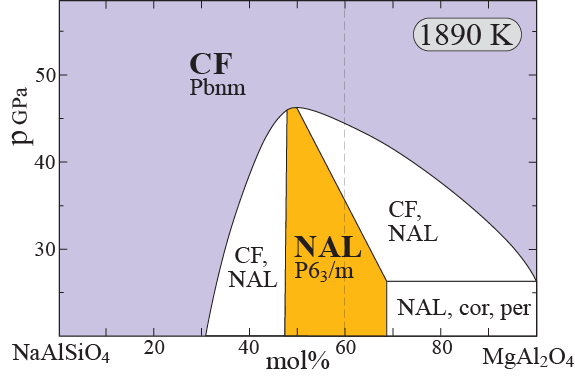 1890 K
CF
Pbnm
p GPa
50
40
30
CF,
NAL
NAL
P6₃/m
CF,
NAL
NAL, cor, per
NaAlSiO₄
20
40
60
80
MgAl₂O₄
mol%